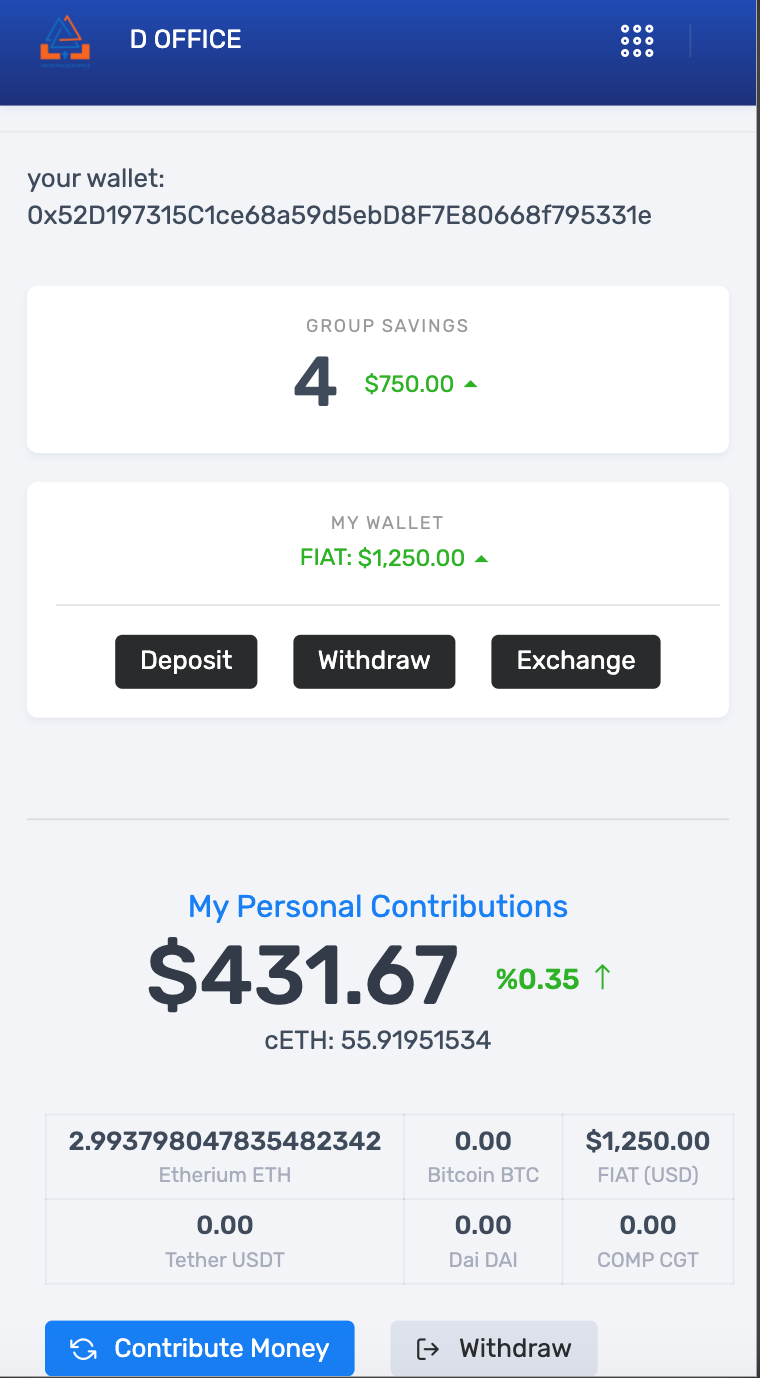 D OFFICE
your wallet:
0x52D197315C1ce68a59d5ebD8F7E80668f795331e
GROUP SAVINGS
4 $750.00
MY WALLET
FIAT: $1,250.00
Deposit Withdraw Exchange
My Personal Contributions
$431.67 %0.35 ↑
cETH: 55.91951534
2.993798047835482342 0.00 $1,250.00
Etherium ETH Bitcoin BTC FIAT (USD)
0.00 0.00 0.00
Tether USDT Dai DAI COMP CGT
Contribute Money Withdraw